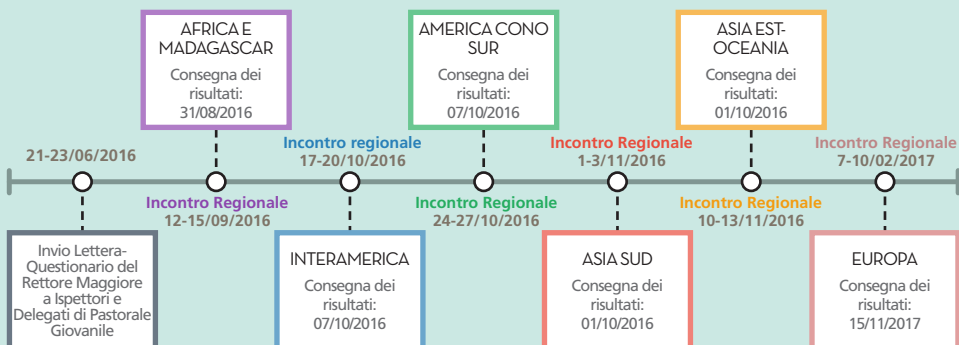 AFRICA E
MADAGASCAR
Consegna dei
risultati:
31/08/2016
AMERICA CONO
SUR
Consegna dei
risultati:
07/10/2016
ASIA EST-
OCEANIA
Consegna dei
risultati:
01/10/2016
21-23/06/2016
Incontro regionale
17-20/10/2016
Incontro Regionale
1-3/11/2016
Incontro Regionale
7-10/02/2017
Incontro Regionale
12-15/09/2016
Incontro Regionale
24-27/10/2016
Incontro Regionale
10-13/11/2016
Invio Lettera-
Questionario del
Rettore Maggiore
a Ispettori e
Delegati di Pastorale
Giovanile
INTERAMERICA
Consegna dei
risultati:
07/10/2016
ASIA SUD
Consegna dei
risultati:
01/10/2016
EUROPA
Consegna dei
risultati:
15/11/2017